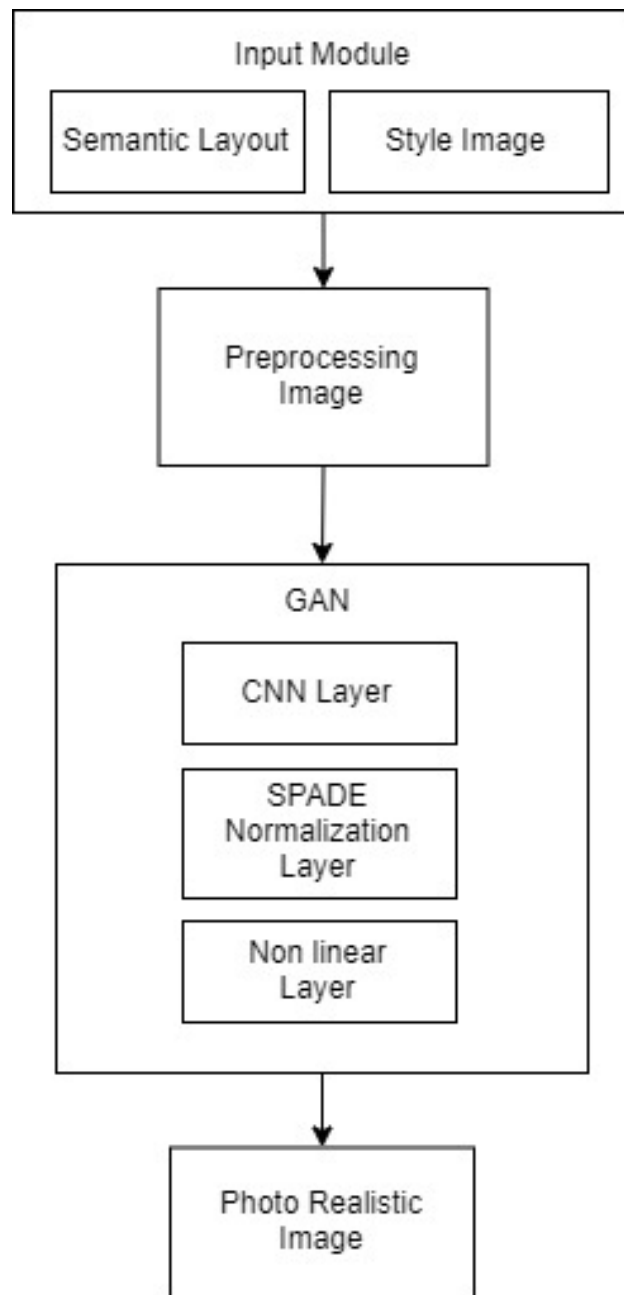 Input Module
Semantic Layout
Style Image
Preprocessing
Image
GAN
CNN Layer
SPADE
Normalization
Layer
Non linear
Layer
Photo Realistic
Image